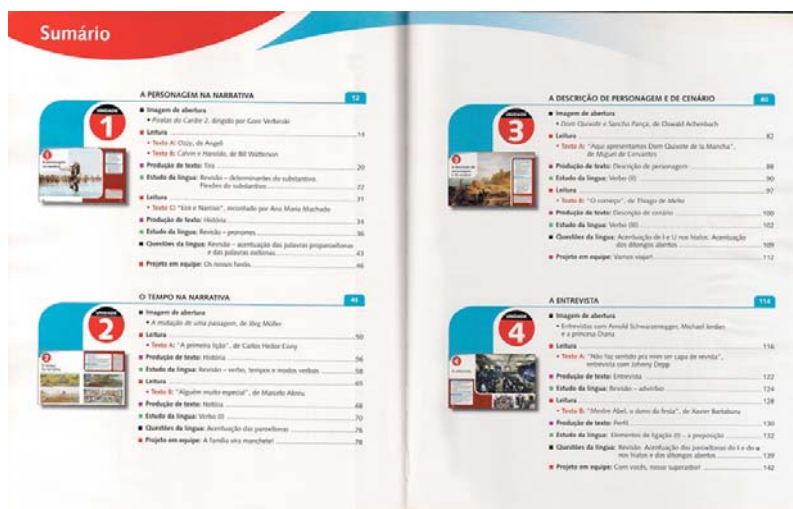 Sumário
A PERSONAGEM NA NARRATIVA 12
UNIDADE
1
■ Imagem de abertura
• Piratas do Caribe 2, dirigido por Gore Verbinski
■ Leitura 14
• Texto A: Ozzy, de Angeli
• Texto B: Calvin e Haroldo, de Bill Watterson
■ Produção de texto: Tira 20
■ Estudo da língua: Revisão – determinantes do substantivo.
Flexões do substantivo 22
■ Leitura 31
• Texto C: "Eco e Narciso", recontado por Ana Maria Machado
■ Produção de texto: História 34
■ Estudo da língua: Revisão – pronomes 36
■ Questões da língua: Revisão – acentuação das palavras proparoxítonas
e das palavras oxítonas 43
■ Projeto em equipe: Os nossos heróis 46
O TEMPO NA NARRATIVA
UNIDADE
2
■ Imagem de abertura
• A mutação de uma paisagem, de Jörg Müller
■ Leitura 50
• Texto A: "A primeira lição", de Carlos Heitor Cony
■ Produção de texto: História 56
■ Estudo da língua: Revisão – verbo, tempos e modos verbais 58
■ Leitura 65
• Texto B: "Alguém muito especial", de Marcelo Abreu
■ Produção de texto: Notícia 68
■ Estudo da língua: Verbo (I) 70
■ Questões da língua: Acentuação das paroxítonas 76
■ Projeto em equipe: A família vira manchete! 78
A DESCRIÇÃO DE PERSONAGEM E DE CENÁRIO 80
UNIDADE
3
■ Imagem de abertura
• Dom Quixote e Sancho Pança, de Oswald Achenbach
■ Leitura 82
• Texto A: "Aqui apresentamos Dom Quixote de la Mancha",
de Miguel de Cervantes
■ Produção de texto: Descrição de personagem 88
■ Estudo da língua: Verbo (II) 90
■ Leitura 97
• Texto B: "O começo", de Thiago de Mello
■ Produção de texto: Descrição de cenário 100
■ Estudo da língua: Verbo (III) 102
■ Questões da língua: Acentuação de I e U nos hiatos. Acentuação
dos ditongos abertos 109
■ Projeto em equipe: Vamos viajar? 112
A ENTREVISTA 114
UNIDADE
4
■ Imagem de abertura
• Entrevistas com Arnold Schwarzenegger, Michael Jordan
e a princesa Diana
■ Leitura 116
• Texto A: "Não faz sentido pra mim ser capa de revista",
entrevista com Johnny Depp
■ Produção de texto: Entrevista 122
■ Estudo da língua: Revisão – advérbio 124
■ Leitura 128
• Texto B: "Mestre Abel, o dono da festa", de Xavier Bartaburu
■ Produção de texto: Perfil 130
■ Estudo da língua: Elementos de ligação (I) – a preposição 132
■ Questões da língua: Revisão. Acentuação das paroxítonas do I e do u
nos hiatos e dos ditongos abertos 139
■ Projeto em equipe: Com vocês, nosso superastro! 142